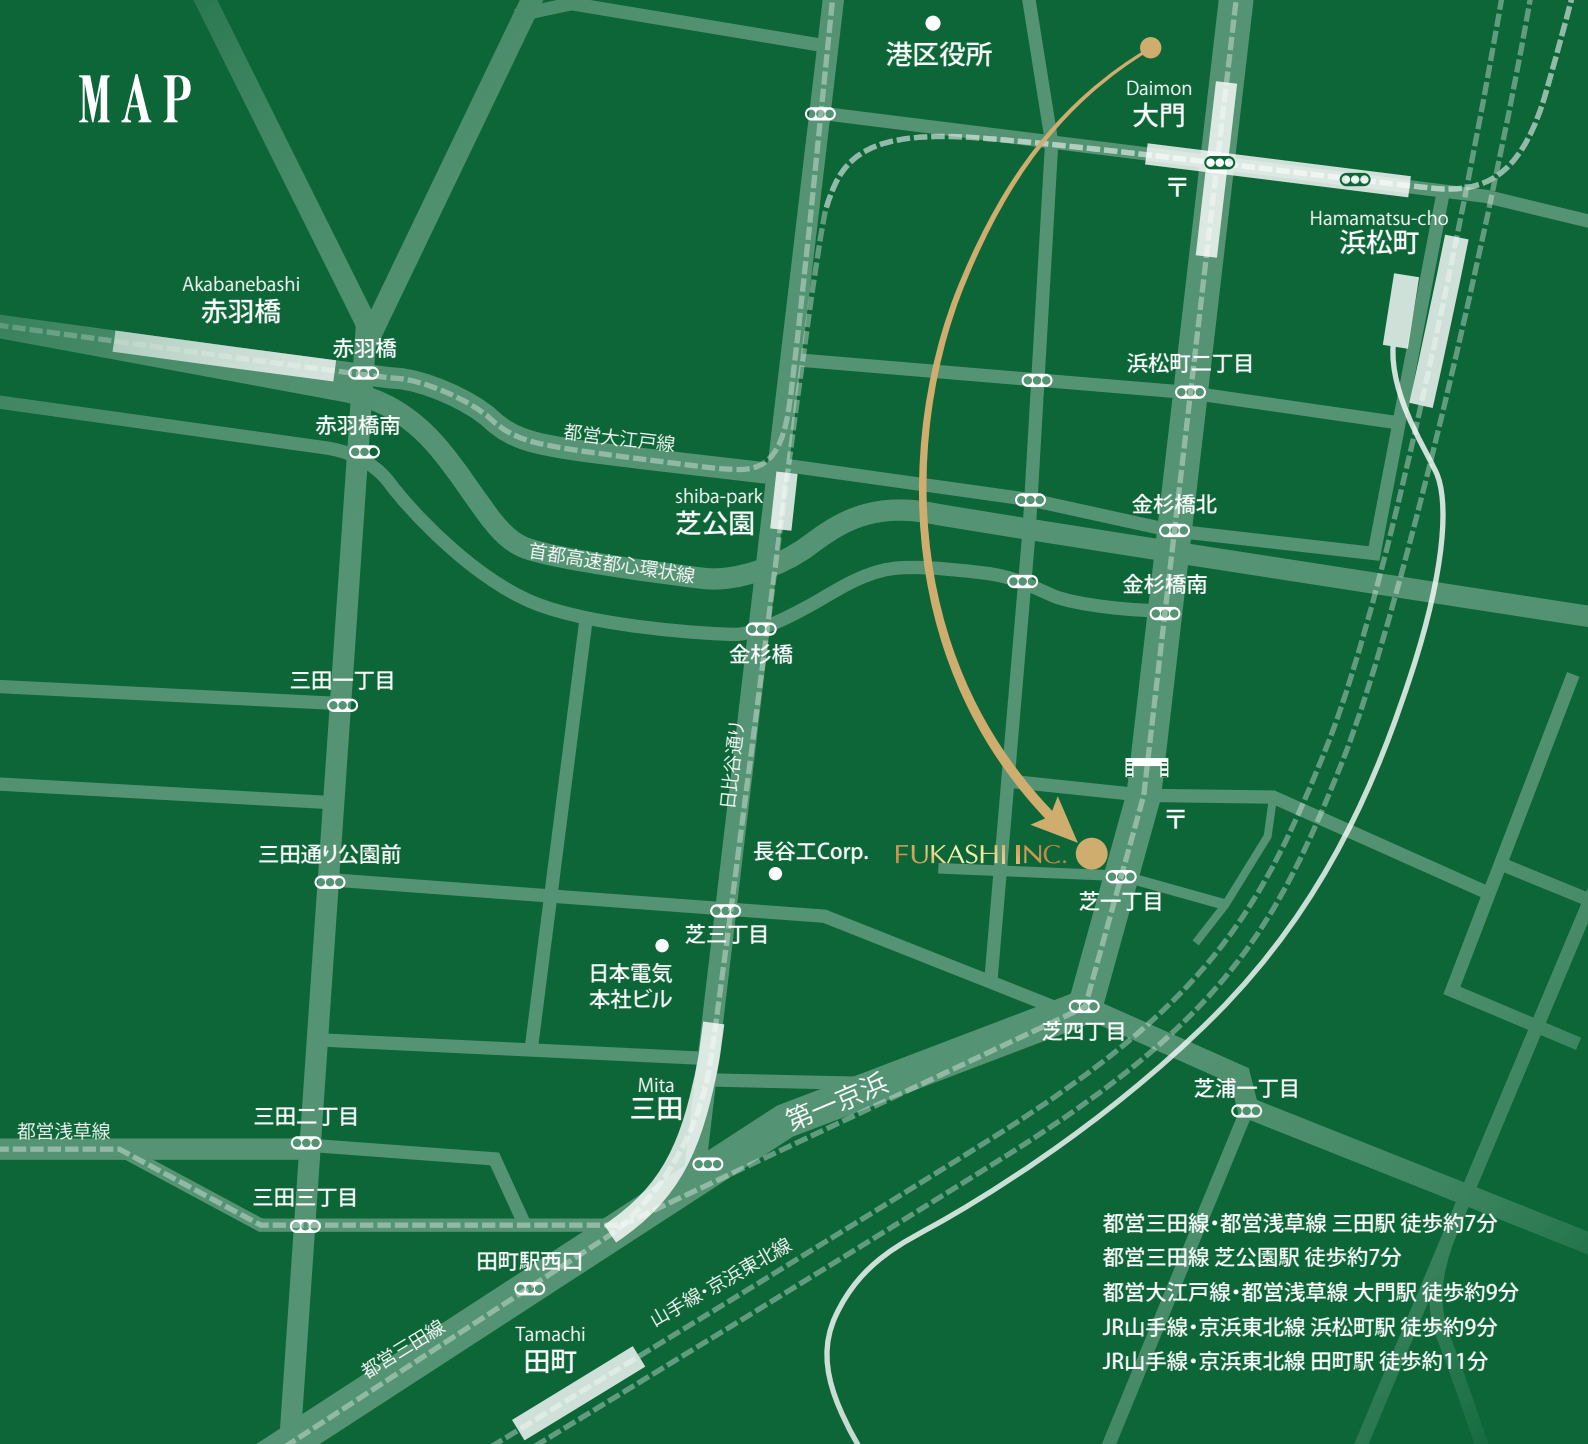 MAP
港区役所
Daimon
大門
〒
Hamamatsu-cho
浜松町
Akabanebashi
赤羽橋
赤羽橋
浜松町二丁目
赤羽橋南
都営大江戸線
shiba-park
芝公園
金杉橋北
首都高速都心環状線
金杉橋南
金杉橋
三田一丁目
日比谷通り
〒
三田通り公園前
長谷工Corp.
FUKASHI INC.
芝一丁目
芝三丁目
日本電気
本社ビル
芝四丁目
Mita
三田
第一京浜
芝浦一丁目
三田二丁目
都営浅草線
三田三丁目
田町駅西口
山手線・京浜東北線
都営三田線
Tamachi
田町
都営三田線・都営浅草線 三田駅 徒歩約7分
都営三田線 芝公園駅 徒歩約7分
都営大江戸線・都営浅草線 大門駅 徒歩約9分
JR山手線・京浜東北線 浜松町駅 徒歩約9分
JR山手線・京浜東北線 田町駅 徒歩約11分